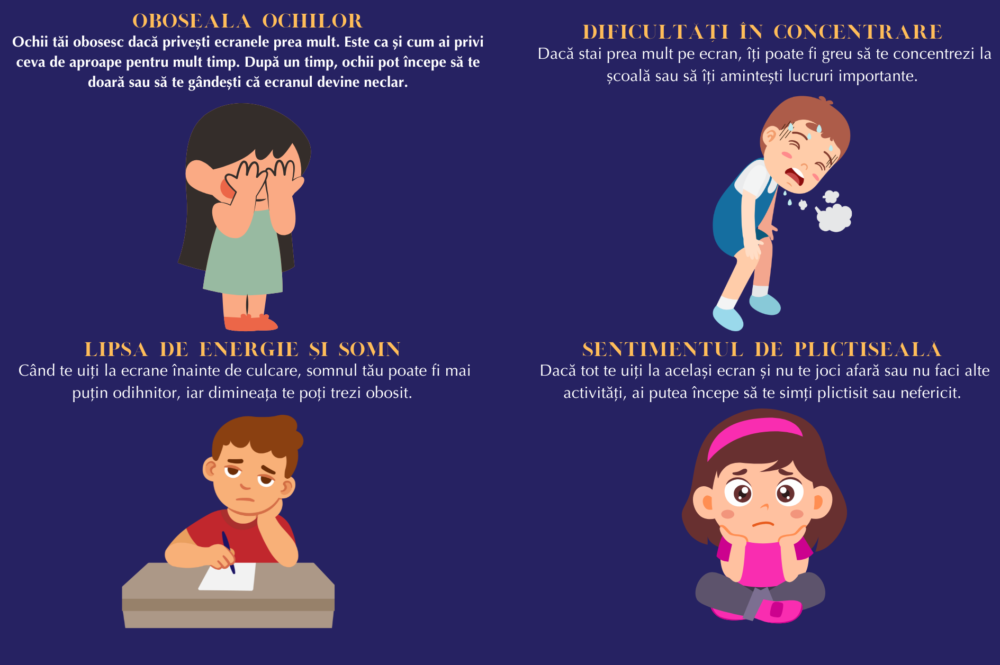 OBOSEALA OCHILOR
Ochii tăi obosesc dacă privești ecranele prea mult. Este ca și cum ai privi
ceva de aproape pentru mult timp. După un timp, ochii pot începe să te
doară sau să te gândești că ecranul devine neclar.
DIFICULTĂȚI ÎN CONCENTRARE
Dacă stai prea mult pe ecran, îți poate fi greu să te concentrezi la
școală sau să îți amintești lucruri importante.
LIPSA DE ENERGIE ȘI SOMN
Când te uiți la ecrane înainte de culcare, somnul tău poate fi mai
puțin odihnitor, iar dimineața te poți trezi obosit.
SENTIMENTUL DE PLICTISEALĂ
Dacă tot te uiți la același ecran și nu te joci afară sau nu faci alte
activități, ai putea începe să te simți plictisit sau nefericit.